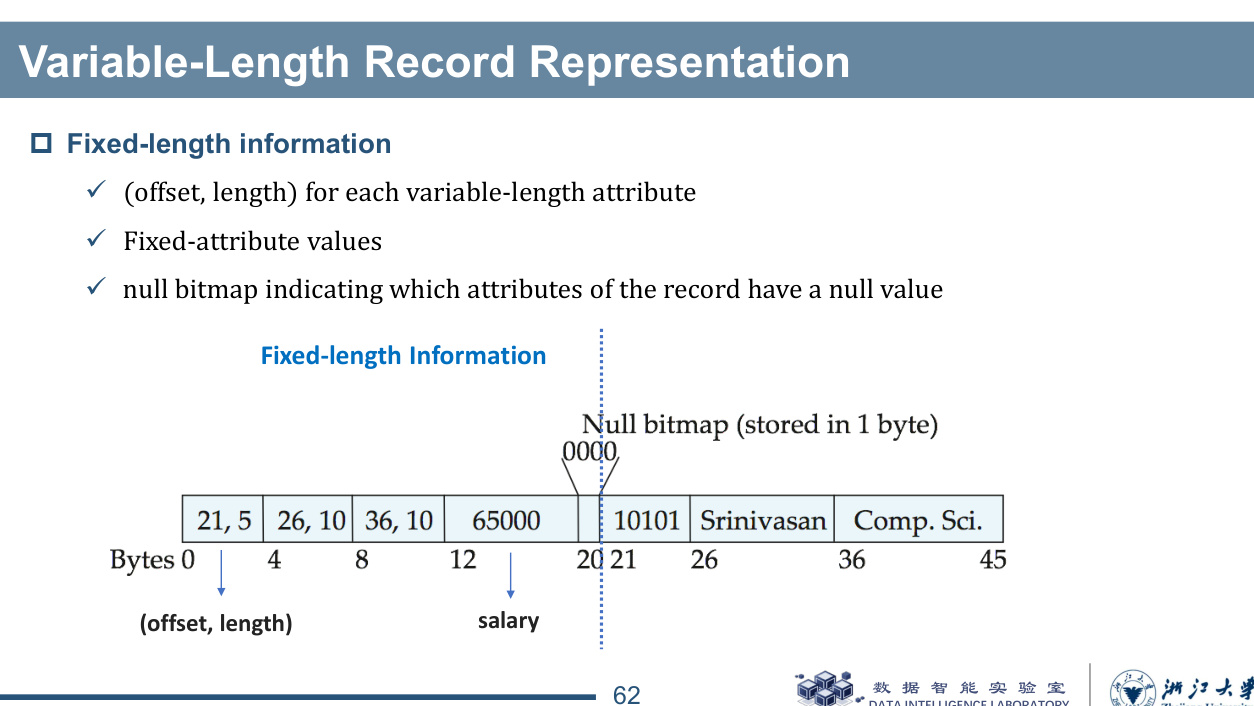 Variable-Length Record Representation
Fixed-length information
(offset, length) for each variable-length attribute
Fixed-attribute values
null bitmap indicating which attributes of the record have a null value
Fixed-length Information
Null bitmap (stored in 1 byte)
0000
21, 5 26, 10 36, 10 65000 10101 Srinivasan Comp. Sci.
Bytes 0 4 8 12 20 21 26 36 45
(offset, length) salary
62
数据智能实验室
DATA INTELLIGENCE LABORATORY
浙江大学